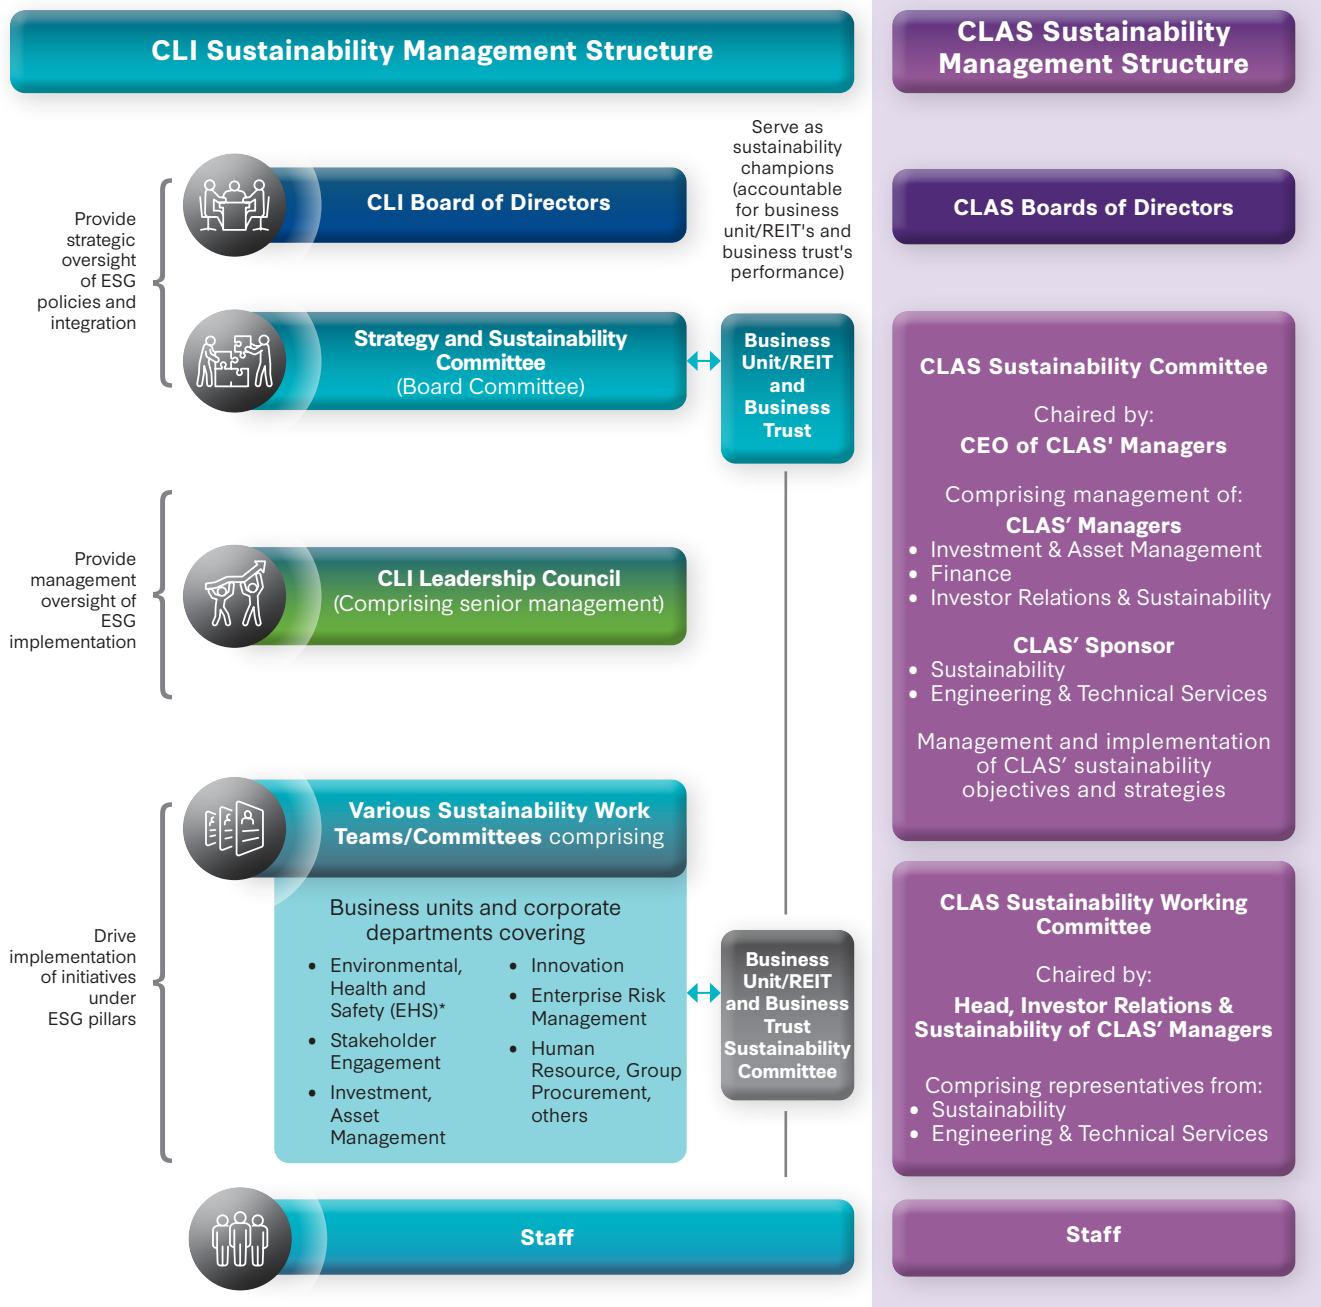 CLI Sustainability Management Structure
Provide
strategic
oversight
of ESG
policies and
integration
CLI Board of Directors
Serve as
sustainability
champions
(accountable
for business
unit/REIT's and
business trust's
performance)
Strategy and Sustainability
Committee
(Board Committee)
Business
Unit/REIT
and
Business
Trust
Provide
management
oversight of
ESG
implementation
CLI Leadership Council
(Comprising senior management)
Drive
implementation
of initiatives
under
ESG pillars
Various Sustainability Work
Teams/Committees comprising
Business units and corporate
departments covering
• Environmental,
Health and
Safety (EHS)*
• Stakeholder
Engagement
• Investment,
Asset
Management
• Innovation
• Enterprise Risk
Management
• Human
Resource, Group
Procurement,
others
Business
Unit/REIT
and Business
Trust
Sustainability
Committee
Staff
CLAS Sustainability
Management Structure
CLAS Boards of Directors
CLAS Sustainability Committee
Chaired by:
CEO of CLAS' Managers
Comprising management of:
CLAS’ Managers
• Investment & Asset Management
• Finance
• Investor Relations & Sustainability
CLAS’ Sponsor
• Sustainability
• Engineering & Technical Services
Management and implementation
of CLAS’ sustainability
objectives and strategies
CLAS Sustainability Working
Committee
Chaired by:
Head, Investor Relations &
Sustainability of CLAS’ Managers
Comprising representatives from:
• Sustainability
• Engineering & Technical Services
Staff